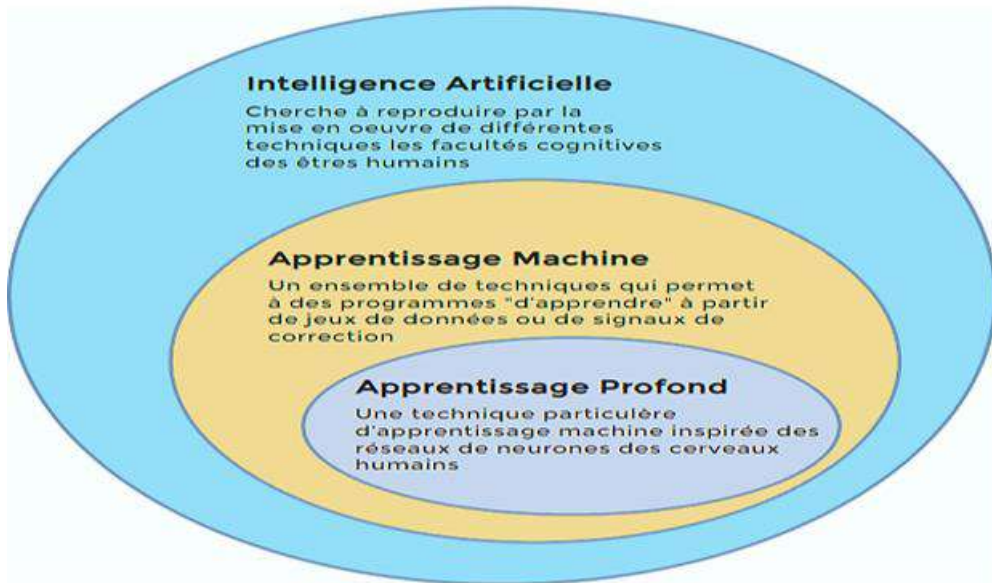 Intelligence Artificielle
Cherche à reproduire par la
mise en oeuvre de différentes
techniques les facultés cognitives
des êtres humains
Apprentissage Machine
Un ensemble de techniques qui permet
à des programmes "d'apprendre" à partir
de jeux de données ou de signaux de
correction
Apprentissage Profond
Une technique particulère
d'apprentissage machine inspirée des
réseaux de neurones des cerveaux
humains